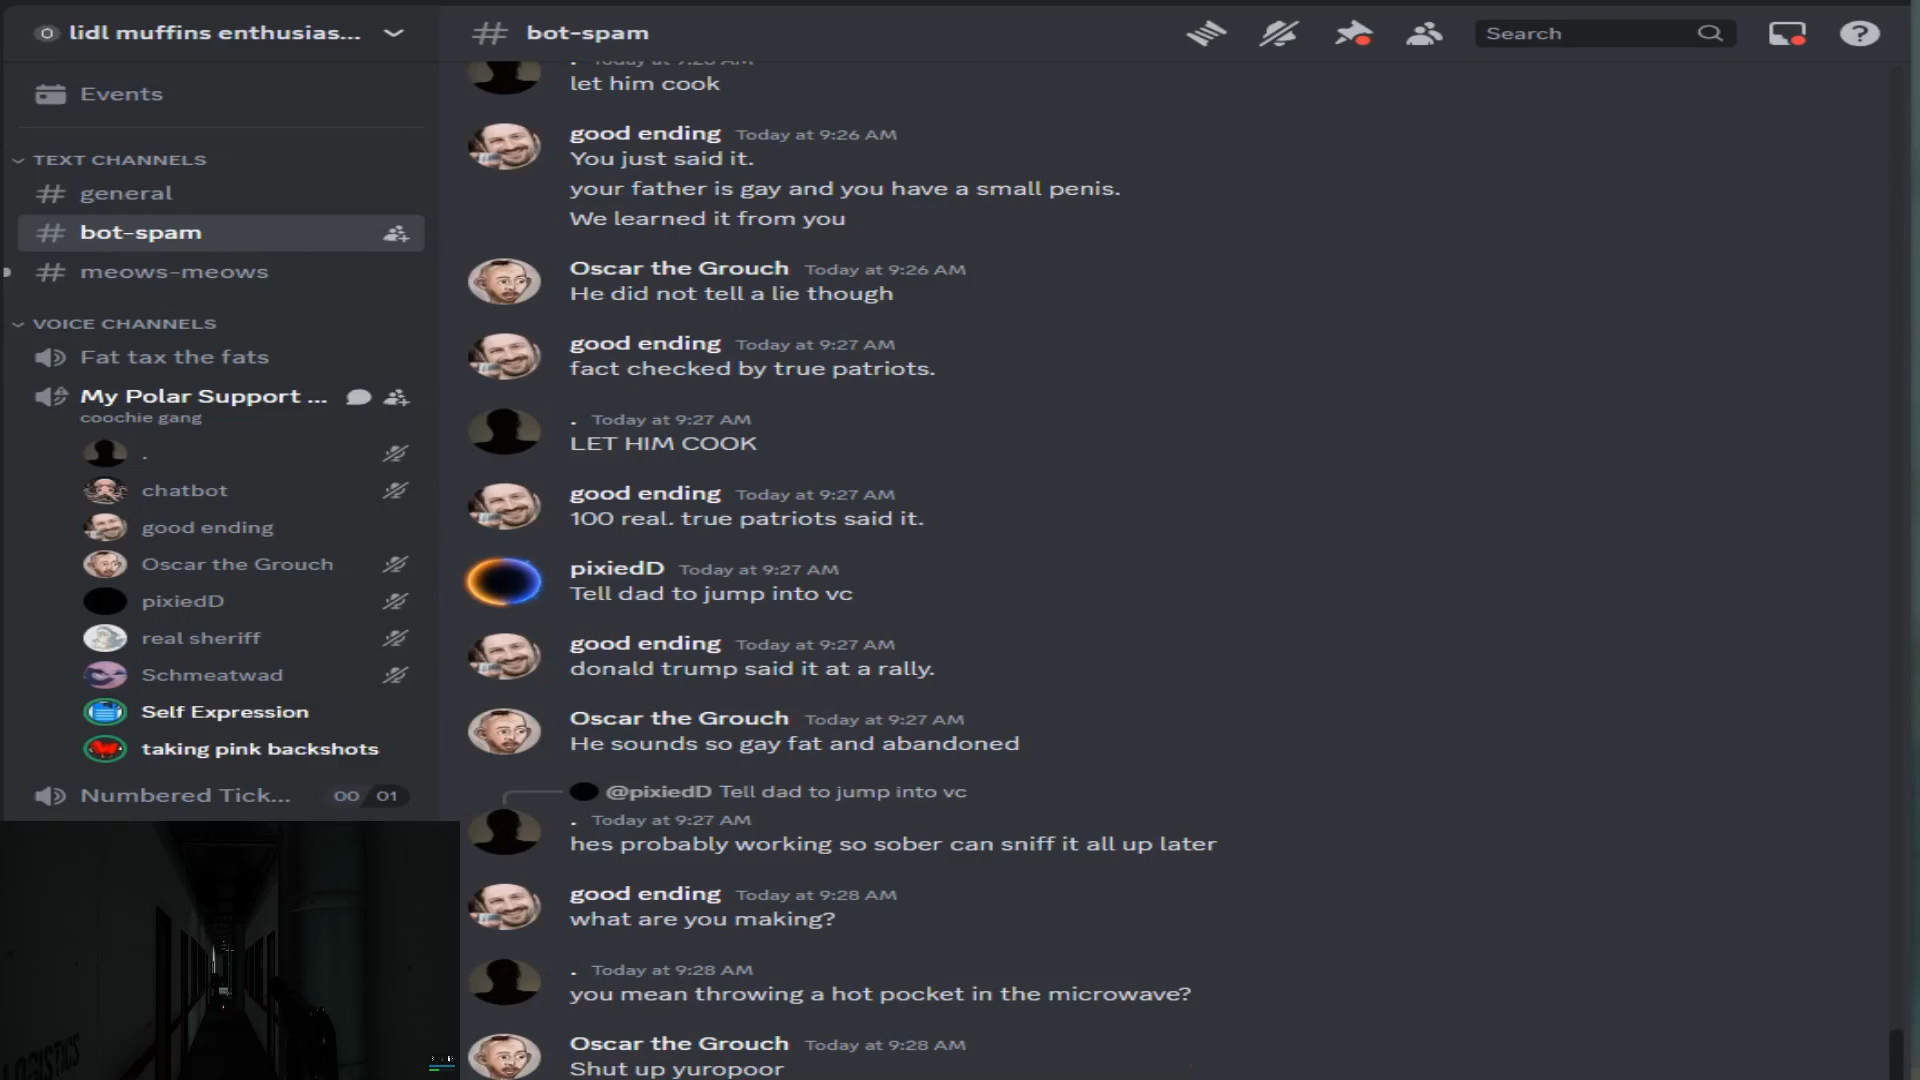 lidl muffins enthusias...
Events
TEXT CHANNELS
general
bot-spam
meows-meows
VOICE CHANNELS
Fat tax the fats
My Polar Support ...
coochie gang
.
chatbot
good ending
Oscar the Grouch
pixiedD
real sheriff
Schmeatwad
Self Expression
taking pink backshots
Numbered Tick... 00 / 01
LOGISTICS
# bot-spam
Search
let him cook
good ending Today at 9:26 AM
You just said it.
your father is gay and you have a small penis.
We learned it from you
Oscar the Grouch Today at 9:26 AM
He did not tell a lie though
good ending Today at 9:27 AM
fact checked by true patriots.
. Today at 9:27 AM
LET HIM COOK
good ending Today at 9:27 AM
100 real. true patriots said it.
pixiedD Today at 9:27 AM
Tell dad to jump into vc
good ending Today at 9:27 AM
donald trump said it at a rally.
Oscar the Grouch Today at 9:27 AM
He sounds so gay fat and abandoned
@pixiedD Tell dad to jump into vc
. Today at 9:27 AM
hes probably working so sober can sniff it all up later
good ending Today at 9:28 AM
what are you making?
. Today at 9:28 AM
you mean throwing a hot pocket in the microwave?
Oscar the Grouch Today at 9:28 AM
Shut up yuropoor